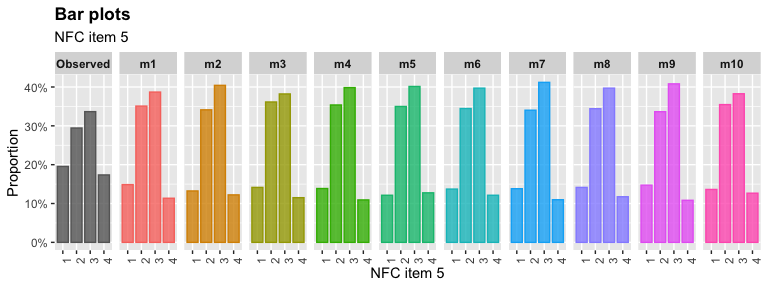 Bar plots
NFC item 5
Observed m1 m2 m3 m4 m5 m6 m7 m8 m9 m10
40%
30%
20%
10%
0%
Proportion
1 2 3 4 1 2 3 4 1 2 3 4 1 2 3 4 1 2 3 4 1 2 3 4 1 2 3 4 1 2 3 4 1 2 3 4 1 2 3 4 1 2 3 4
NFC item 5